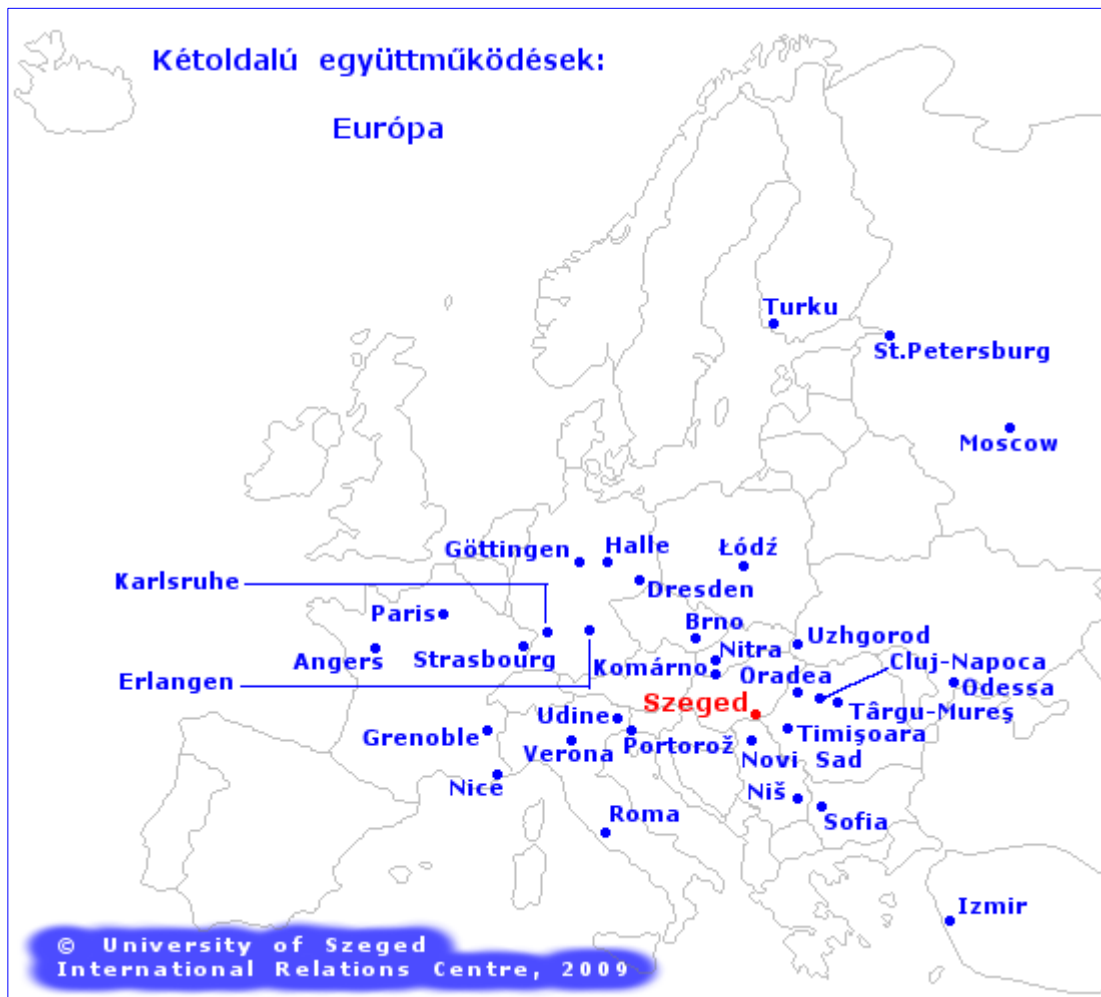 Kétoldalú együttműködések:
Európa
Turku
St.Petersburg
Moscow
Göttingen
Halle
Łódź
Karlsruhe
Dresden
Paris
Brno
Uzhgorod
Angers
Strasbourg
Nitra
Komárno
Cluj-Napoca
Erlangen
Oradea
Odessa
Szeged
Târgu-Mureş
Udine
Grenoble
Verona
Portorož
Timişoara
Novi Sad
Nice
Niš
Roma
Sofia
Izmir
© University of Szeged
International Relations Centre, 2009